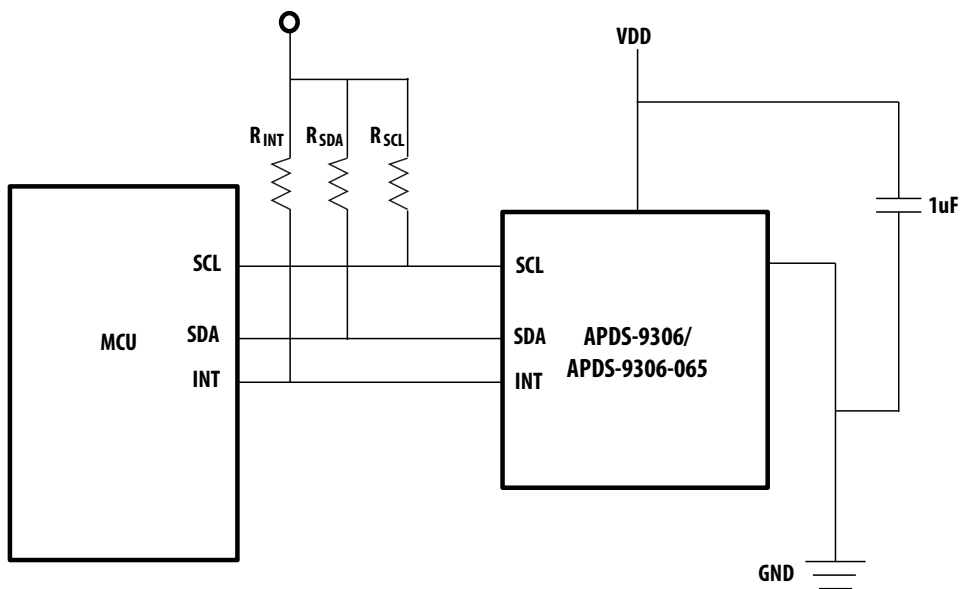 VDD
RINT
RSDA
RSCL
1uF
SCL
SCL
MCU
SDA
SDA
APDS-9306/
APDS-9306-065
INT
INT
GND